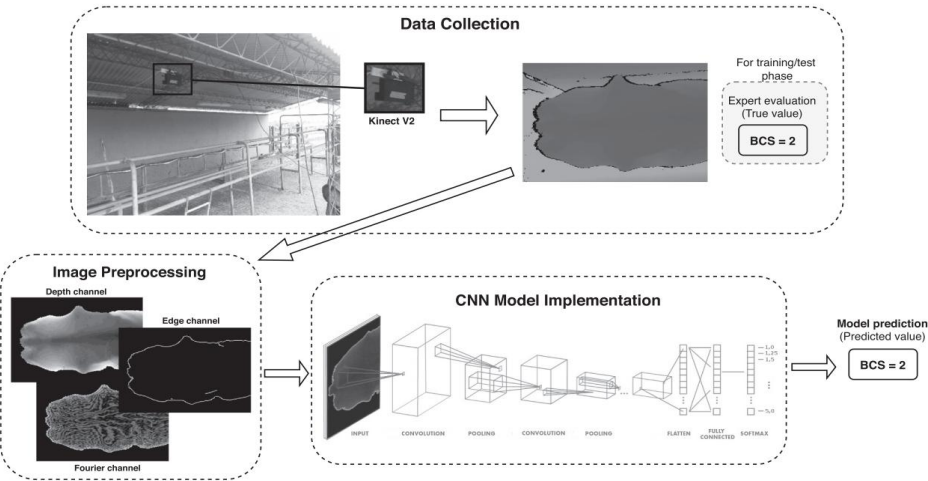 Data Collection
Kinect V2
For training/test
phase
Expert evaluation
(True value)
BCS = 2
Image Preprocessing
Depth channel
Edge channel
Fourier channel
CNN Model Implementation
1,0
1,25
1,5
5,0
INPUT
CONVOLUTION
POOLING
CONVOLUTION
POOLING
FLATTEN
FULLY
CONNECTED
SOFTMAX
Model prediction
(Predicted value)
BCS = 2